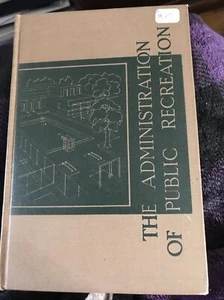 THE ADMINISTRATION
OF PUBLIC RECREATION